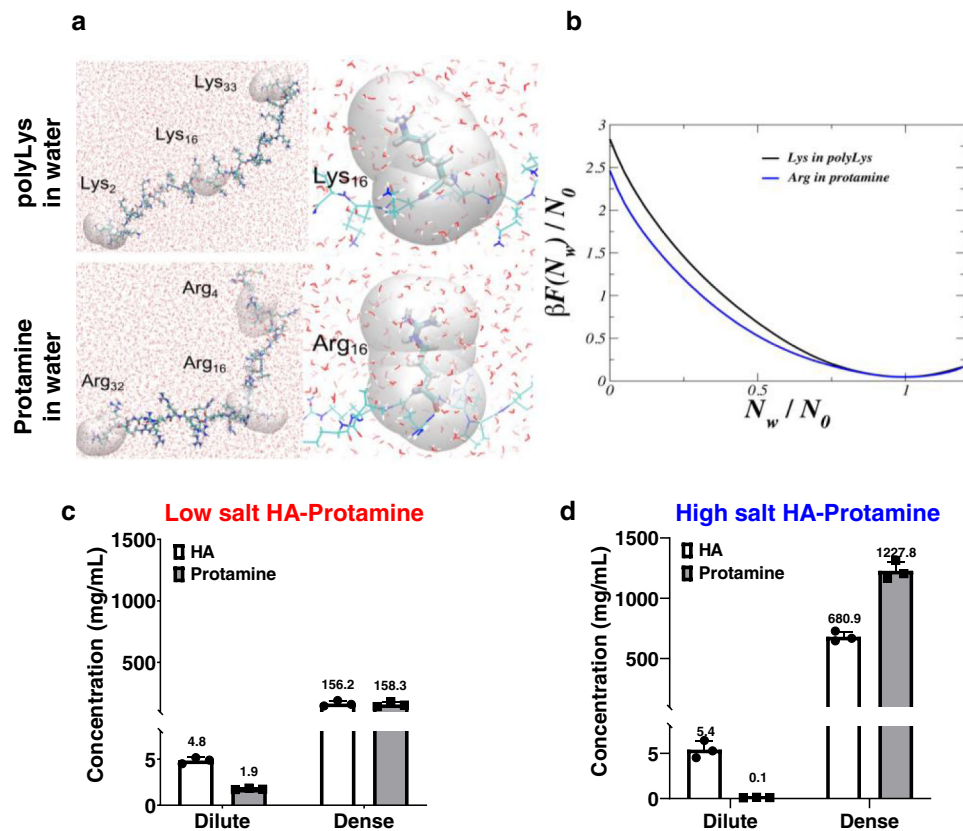 a
b
polyLys
in water
Lys33
Lys16
Lys2
Lys16
Protamine
in water
Arg4
Arg16
Arg32
Arg16
βF(Nw) / N0
3
2.5
2
1.5
1
0.5
0
Lys in polyLys
Arg in protamine
0
0.5
1
Nw / N0
c
Low salt HA-Protamine
Concentration (mg/mL)
1500
1000
500
5
0
HA
Protamine
4.8
1.9
156.2
158.3
Dilute
Dense
d
High salt HA-Protamine
Concentration (mg/mL)
1500
1000
500
5
0
HA
Protamine
5.4
0.1
680.9
1227.8
Dilute
Dense